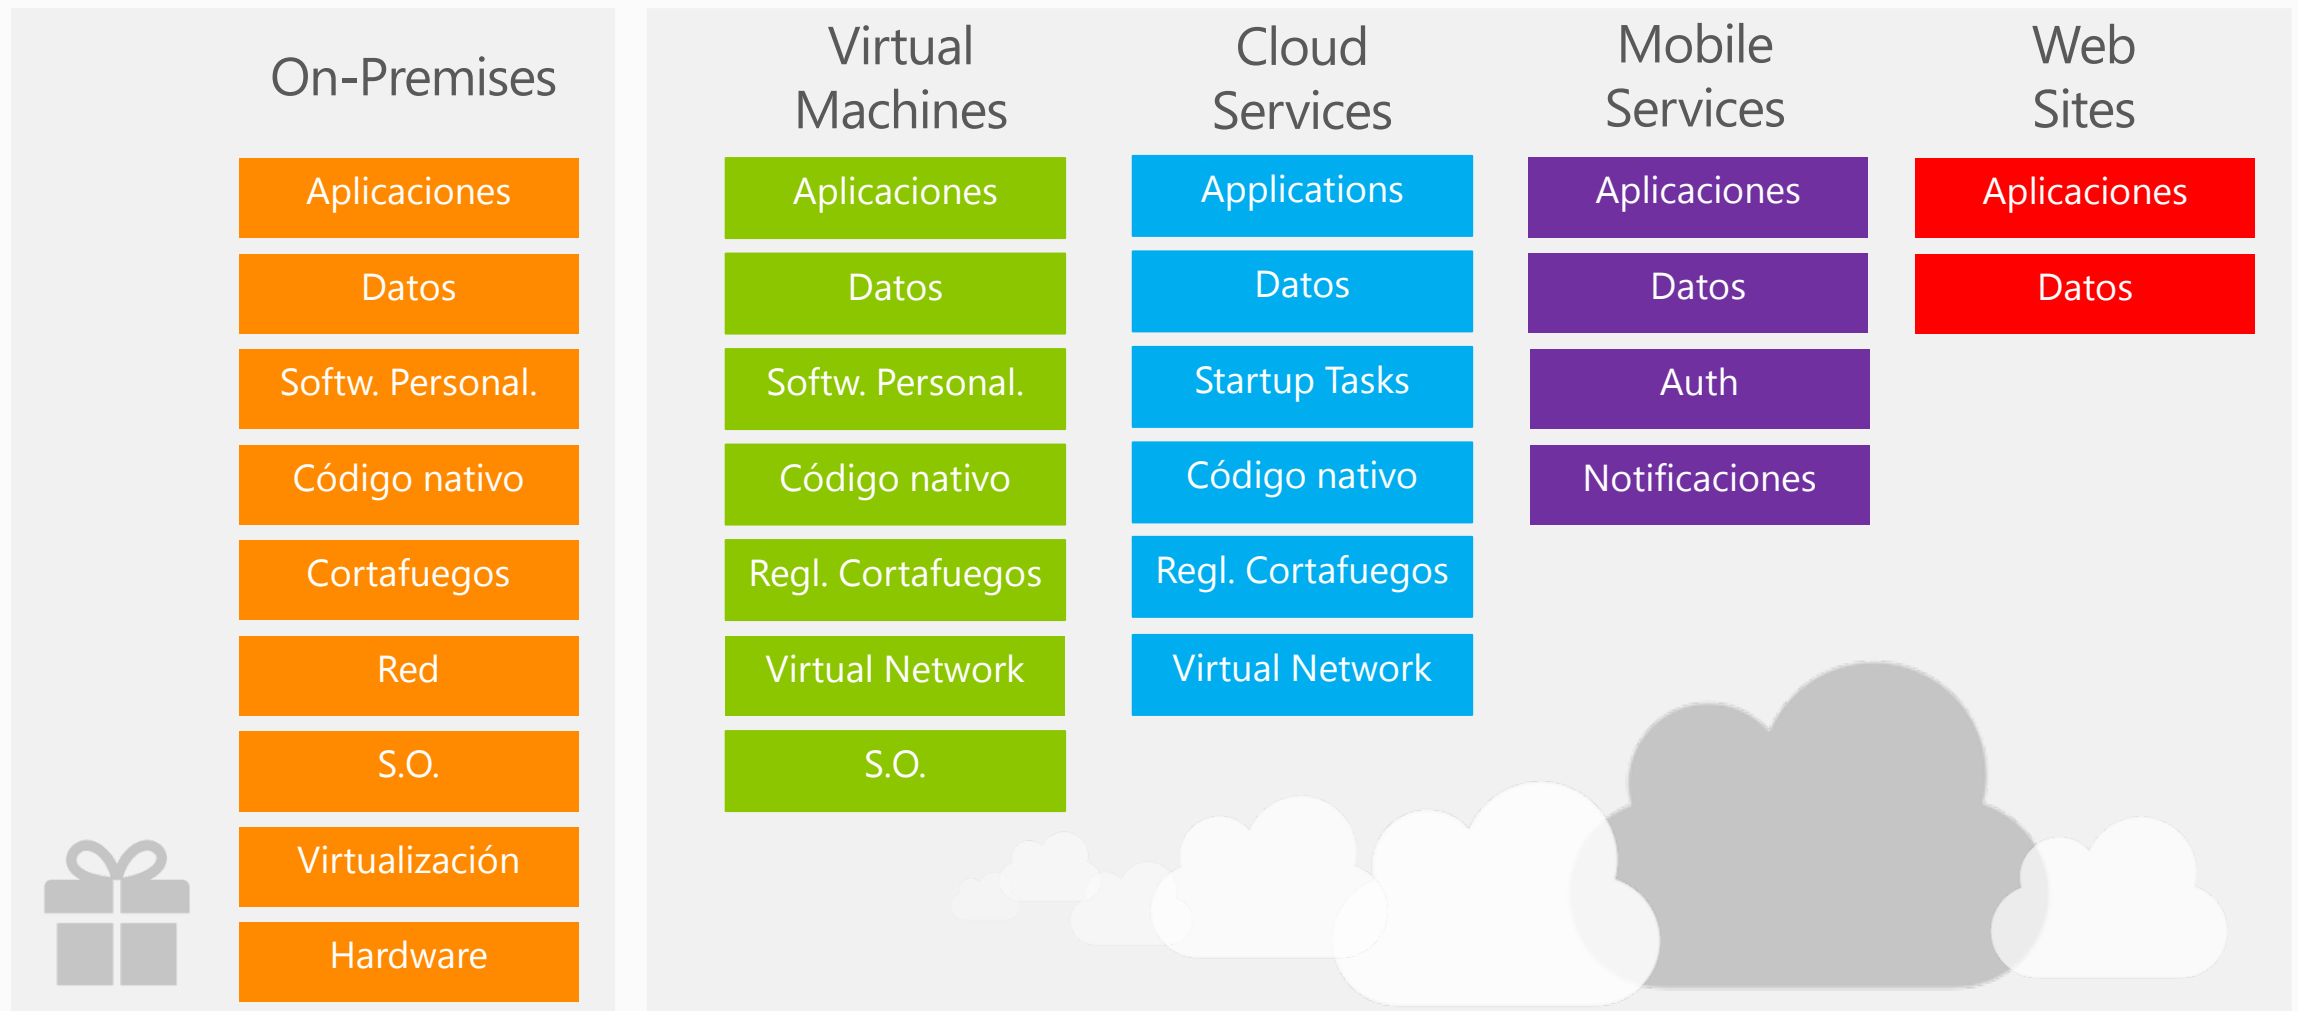 On-Premises
Aplicaciones
Datos
Softw. Personal.
Código nativo
Cortafuegos
Red
S.O.
Virtualización
Hardware
Virtual
Machines
Aplicaciones
Datos
Softw. Personal.
Código nativo
Regl. Cortafuegos
Virtual Network
S.O.
Cloud
Services
Applications
Datos
Startup Tasks
Código nativo
Regl. Cortafuegos
Virtual Network
Mobile
Services
Aplicaciones
Datos
Auth
Notificaciones
Web
Sites
Aplicaciones
Datos